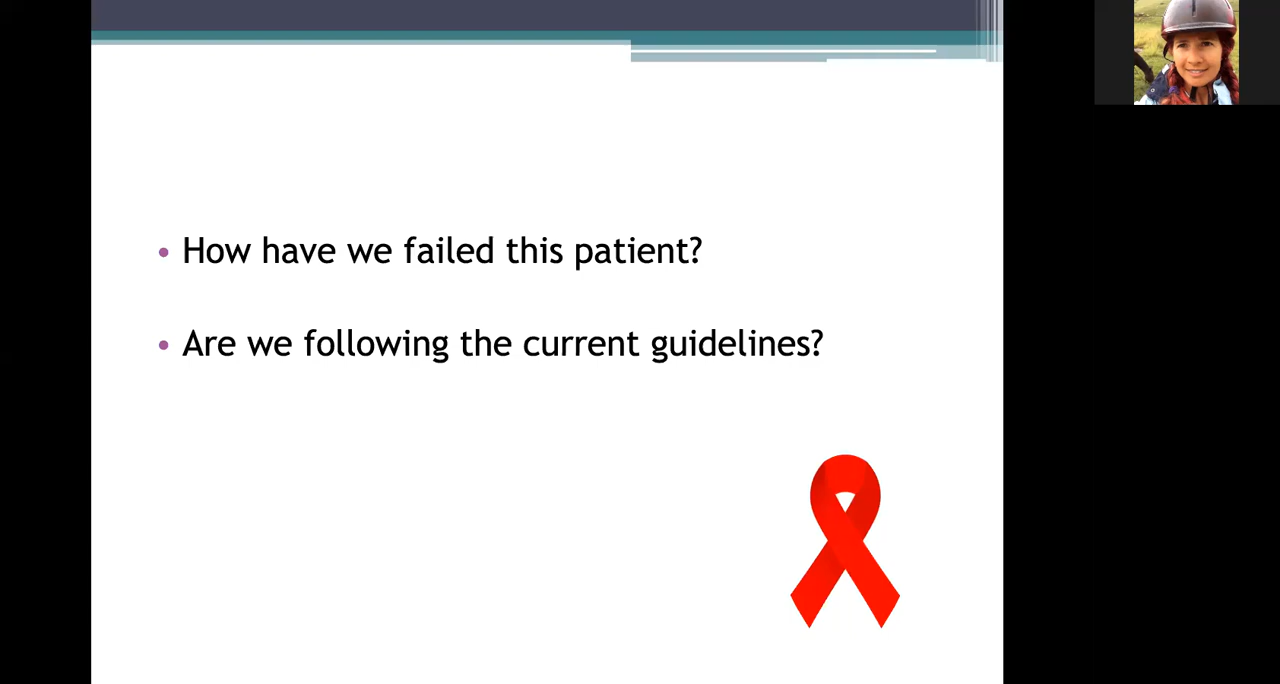 • How have we failed this patient?
• Are we following the current guidelines?